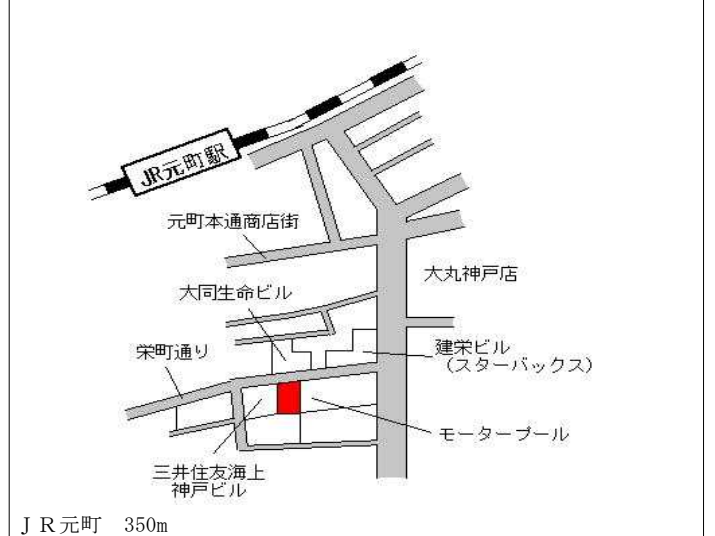 JR元町駅
元町本通商店街
大丸神戸店
大同生命ビル
栄町通り
建栄ビル
(スターバックス)
モータープール
三井住友海上
神戸ビル
ＪＲ元町　350m